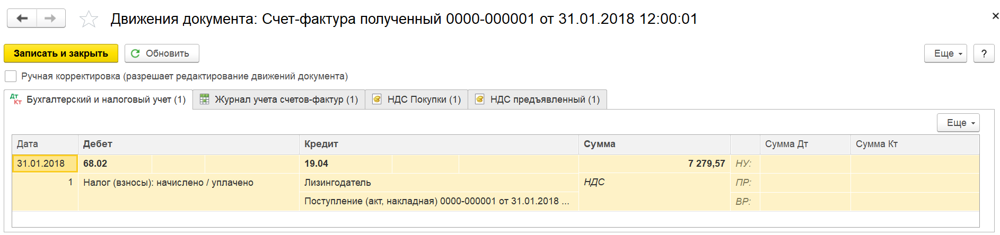 Движения документа: Счет-фактура полученный 0000-000001 от 31.01.2018 12:00:01
Записать и закрыть Обновить Еще ?
Ручная корректировка (разрешает редактирование движений документа)
Дт Кт Бухгалтерский и налоговый учет (1) Журнал учета счетов-фактур (1) НДС Покупки (1) НДС предъявленный (1)
Еще
Дата Дебет Кредит Сумма Сумма Дт Сумма Кт
31.01.2018 68.02 19.04 7 279,57 НУ:
1 Налог (взносы): начислено / уплачено Лизингодатель НДС ПР:
Поступление (акт, накладная) 0000-000001 от 31.01.2018 ... ВР: